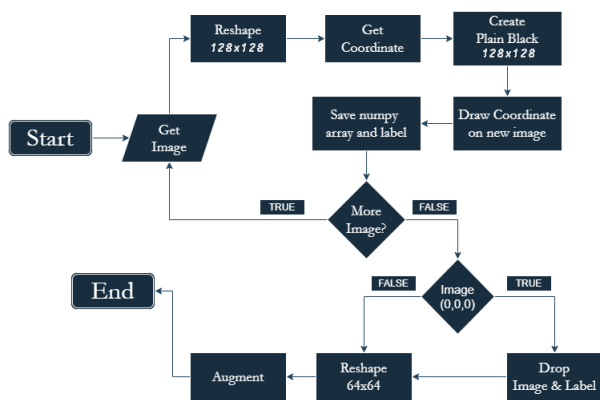 Reshape
128x128
Get
Coordinate
Create
Plain Black
128x128
Start
Get
Image
Save numpy
array and label
Draw Coordinate
on new image
TRUE
More
Image?
FALSE
End
FALSE
Image
(0,0,0)
TRUE
Augment
Reshape
64x64
Drop
Image & Label